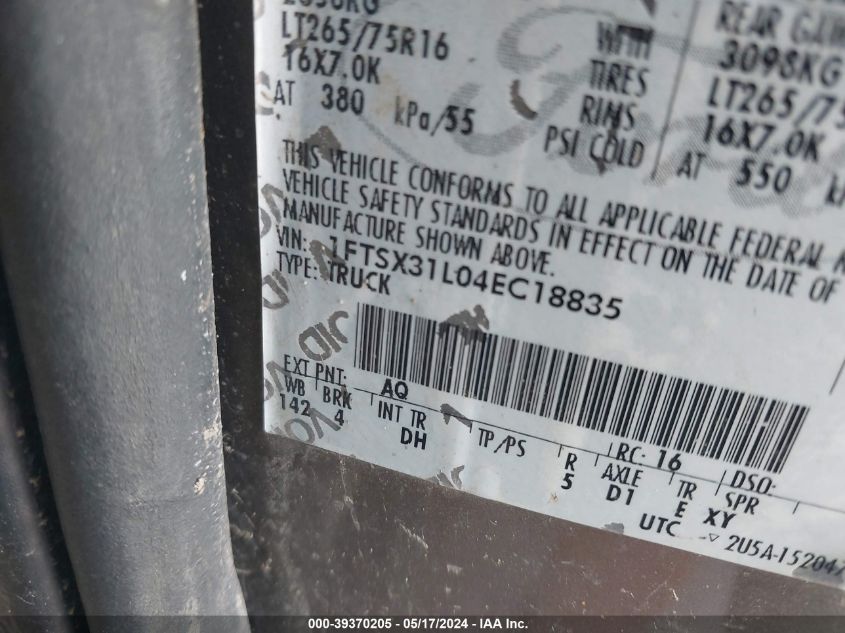 REAR
LT265/75R16
WITH
3098KG
16X7.0K
TIRES
LT265/75
AT 380 kPa/55
RIMS
16X7.0K
PSI COLD
AT 550
THIS VEHICLE CONFORMS TO ALL APPLICABLE FEDERAL
VEHICLE SAFETY STANDARDS IN EFFECT ON THE DATE OF
MANUFACTURE SHOWN ABOVE.
VIN: 1FTSX31L04EC18835
TYPE: TRUCK
VOID
EXT PNT: AQ RC: 16 DSO:
WB BRK INT TR TP/PS R AXLE TR SPR
142 4 DH 5 D1 E XY
UTC ▽ 2U5A-15204
000-39370205 - 05/17/2024 - IAA Inc.